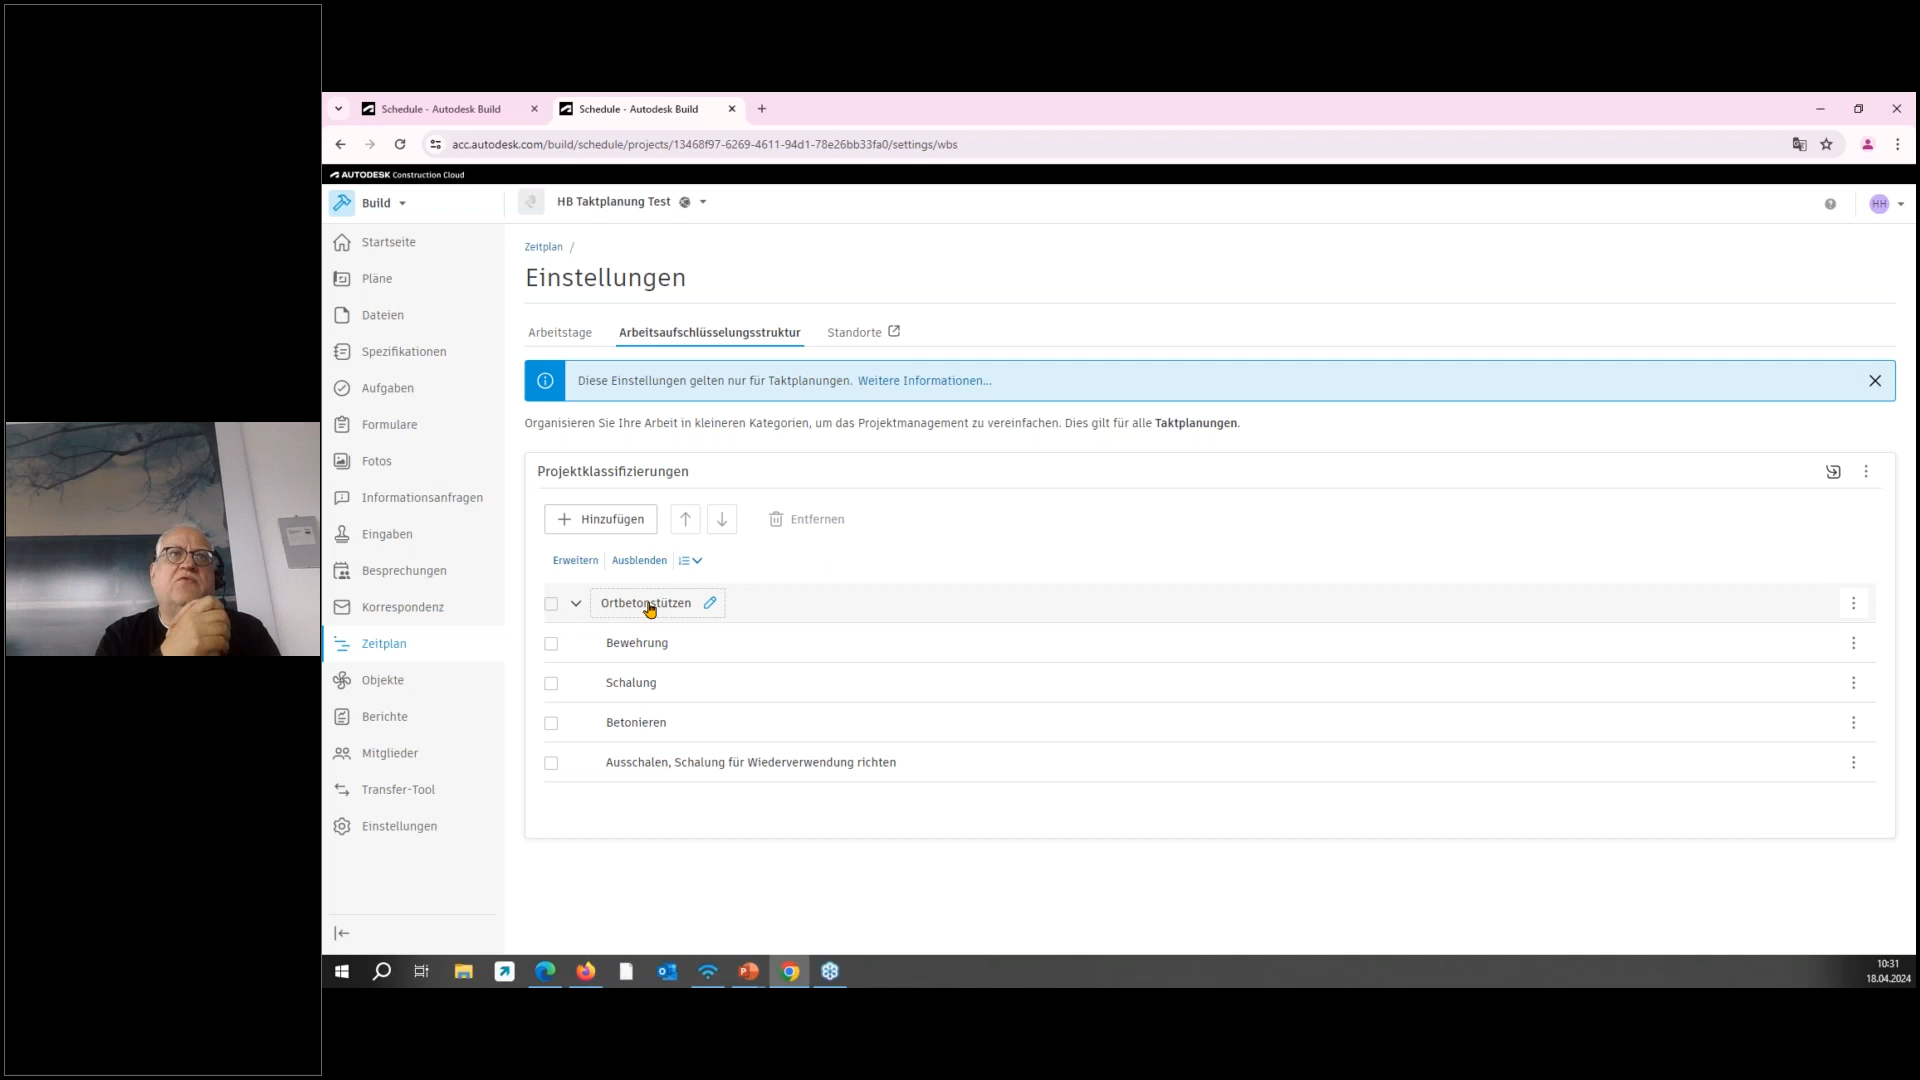 Schedule - Autodesk Build
Schedule - Autodesk Build
acc.autodesk.com/build/schedule/projects/13468f97-6269-4611-94d1-78e26bb33fa0/settings/wbs
AUTODESK Construction Cloud
Build
HB Taktplanung Test
HH
Startseite
Pläne
Dateien
Spezifikationen
Aufgaben
Formulare
Fotos
Informationsanfragen
Eingaben
Besprechungen
Korrespondenz
Zeitplan
Objekte
Berichte
Mitglieder
Transfer-Tool
Einstellungen
Zeitplan /
Einstellungen
Arbeitstage
Arbeitsaufschlüsselungsstruktur
Standorte
Diese Einstellungen gelten nur für Taktplanungen. Weitere Informationen...
Organisieren Sie Ihre Arbeit in kleineren Kategorien, um das Projektmanagement zu vereinfachen. Dies gilt für alle Taktplanungen.
Projektklassifizierungen
Hinzufügen
Entfernen
Erweitern
Ausblenden
Ortbetonstützen
Bewehrung
Schalung
Betonieren
Ausschalen, Schalung für Wiederverwendung richten
10:31
18.04.2024